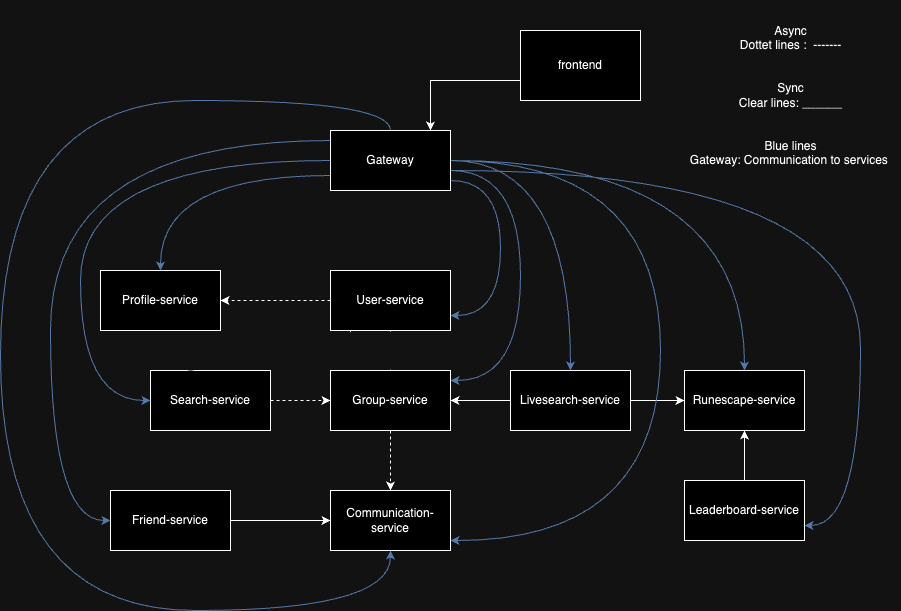 Async
Dottet lines : -------
frontend
Sync
Clear lines: ______
Blue lines
Gateway: Communication to services
Gateway
Profile-service
User-service
Search-service
Group-service
Livesearch-service
Runescape-service
Friend-service
Communication-
service
Leaderboard-service